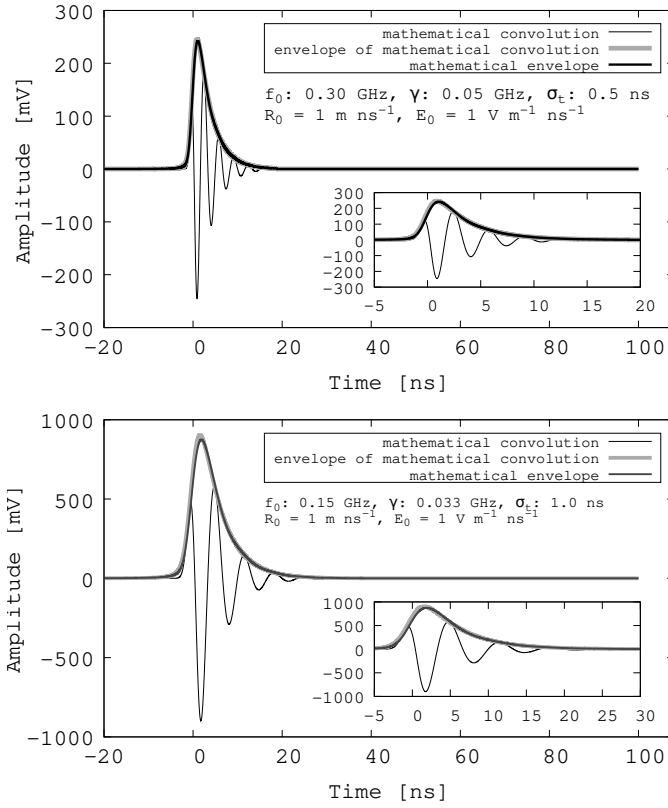 300
200
100
0
-100
-200
-300
Amplitude [mV]
mathematical convolution
envelope of mathematical convolution
mathematical envelope
f₀: 0.30 GHz, γ: 0.05 GHz, σₜ: 0.5 ns
R₀ = 1 m ns⁻¹, E₀ = 1 V m⁻¹ ns⁻¹
300
200
100
0
-100
-200
-300
-5 0 5 10 15 20
-20 0 20 40 60 80 100
Time [ns]
1000
500
0
-500
-1000
Amplitude [mV]
mathematical convolution
envelope of mathematical convolution
mathematical envelope
f₀: 0.15 GHz, γ: 0.033 GHz, σₜ: 1.0 ns
R₀ = 1 m ns⁻¹, E₀ = 1 V m⁻¹ ns⁻¹
1000
500
0
-500
-1000
-5 0 5 10 15 20 25 30
-20 0 20 40 60 80 100
Time [ns]